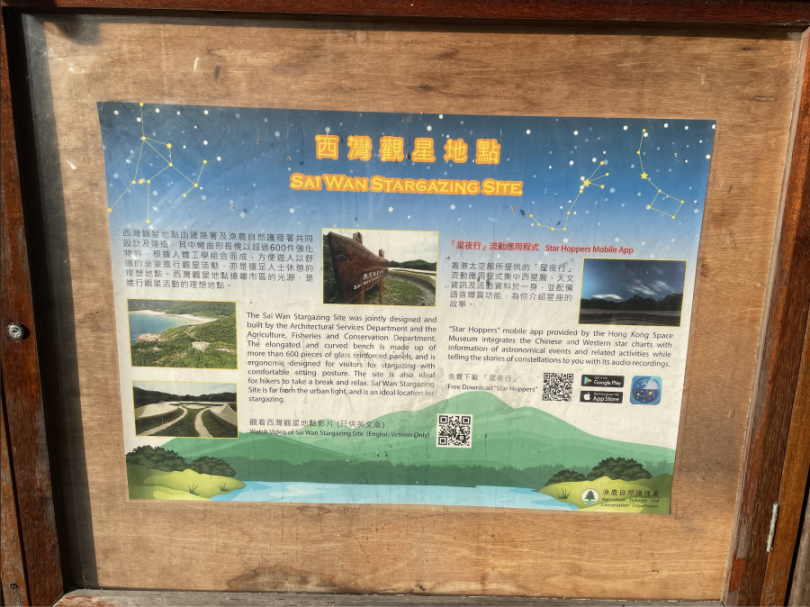 西灣觀星地點
SAI WAN STARGAZING SITE
西灣觀星地點由建築署及漁農自然護理署共同
設計及建造。其中彎曲形長櫈以超過600件強化
根據人體工學組合而成，方便遊人以舒
適的坐姿進行觀星活動，亦是遠足人士休憩的
理想地點。西灣觀星地點遠離市區的光源，是
進行觀星活動的理想地點。
The Sai Wan Stargazing Site was jointly designed and
built by the Architectural Services Department and the
Agriculture, Fisheries and Conservation Department.
The elongated and curved bench is made up of
more than 600 pieces of glass reinforced panels, and is
ergonomic designed for visitors for stargazing with
comfortable sitting posture. The site is also ideal
for hikers to take a break and relax. Sai Wan Stargazing
Site is far from the urban light, and is an ideal location for
stargazing.
觀看西灣觀星地點影片 (只供英文版)
Watch Video of Sai Wan Stargazing Site (English Version Only)
「星夜行」流動應用程式 Star Hoppers Mobile App
香港太空館所提供的「星夜行」
流動應用程式集中西星圖、天文
資訊及活動資料於一身，並配備
語音導賞功能，為你介紹星座的
故事。
"Star Hoppers" mobile app provided by the Hong Kong Space
Museum integrates the Chinese and Western star charts with
information of astronomical events and related activities while
telling the stories of constellations to you with its audio recordings.
免費下載 「星夜行」
Free Download "Star Hoppers"
Google Play
App Store
漁農自然護理署
Agriculture, Fisheries and
Conservation Department